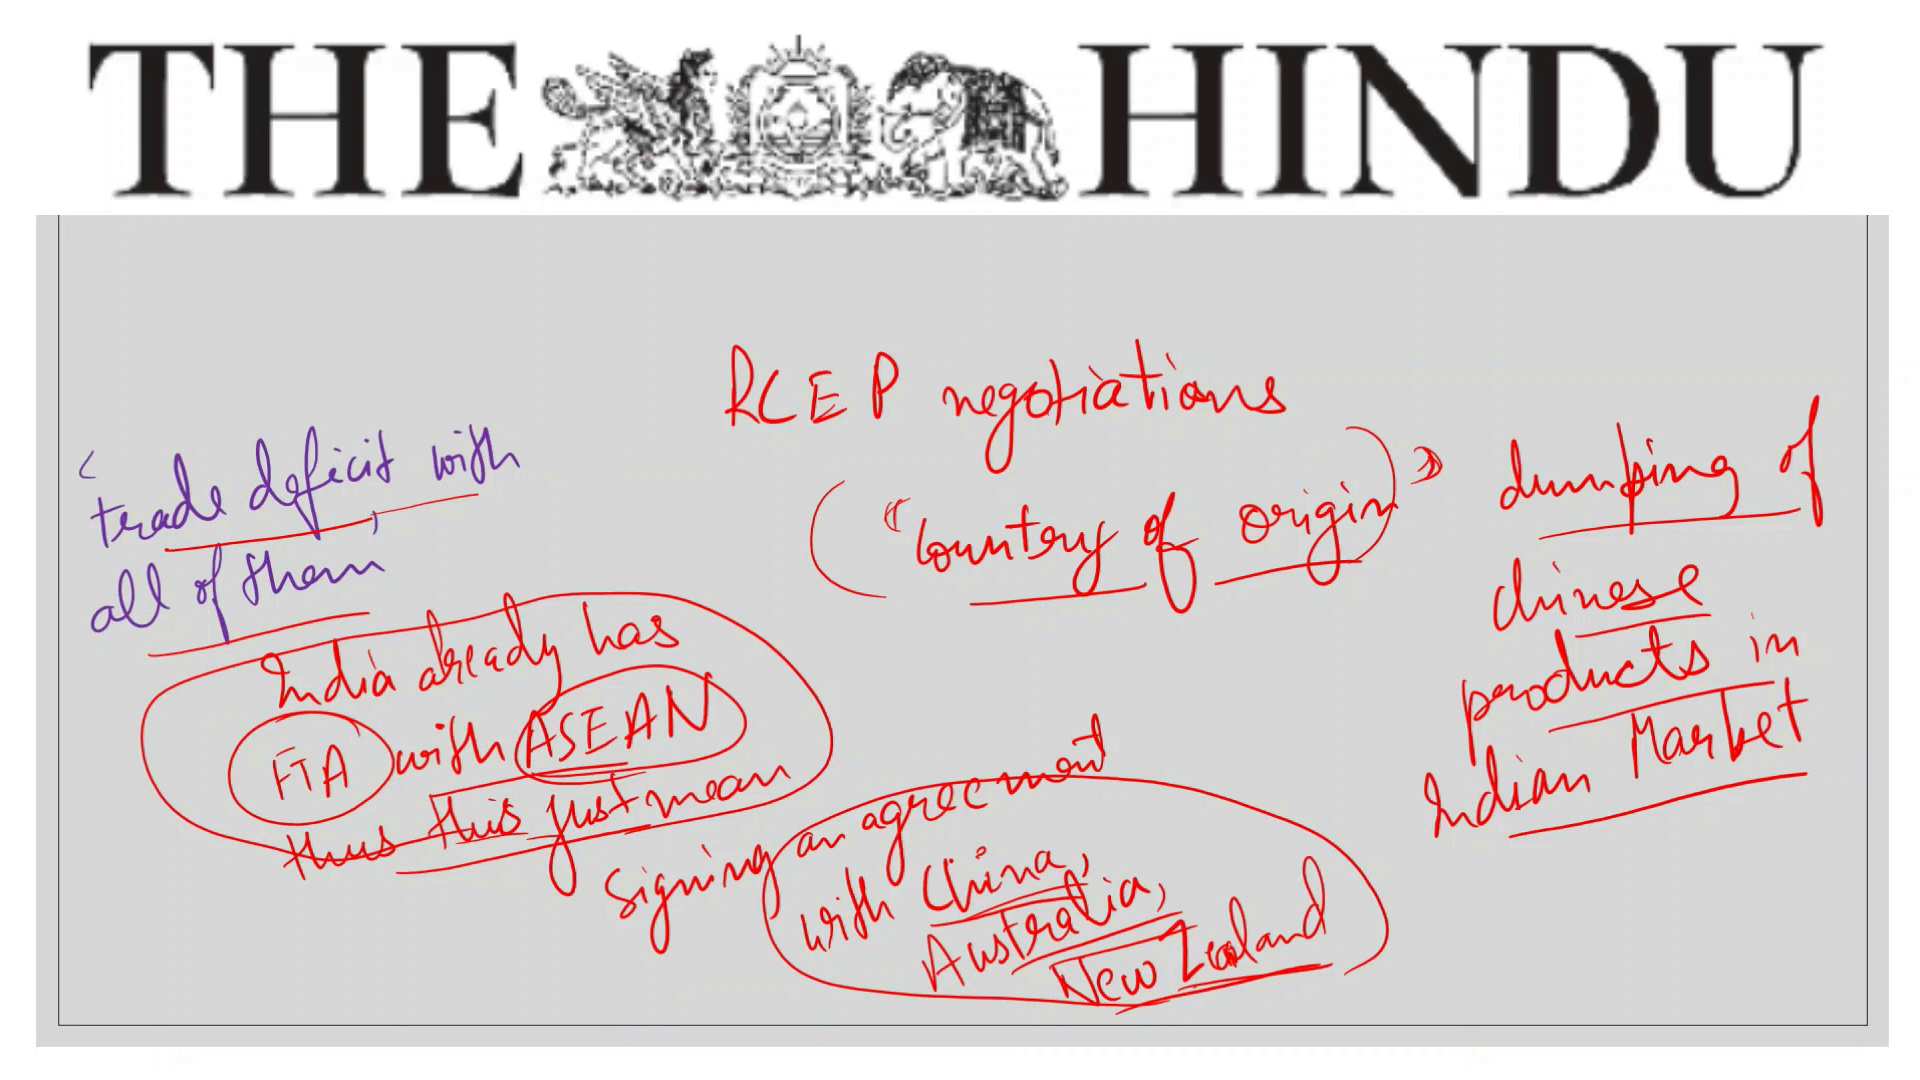 THE HINDU
RCEP negotiations
"Country of origin"
trade deficit with
all of them
India already has
FTA with ASEAN
thus this just mean
signing an agreement
with China,
Australia,
New Zealand
dumping of
chinese
products in
Indian Market